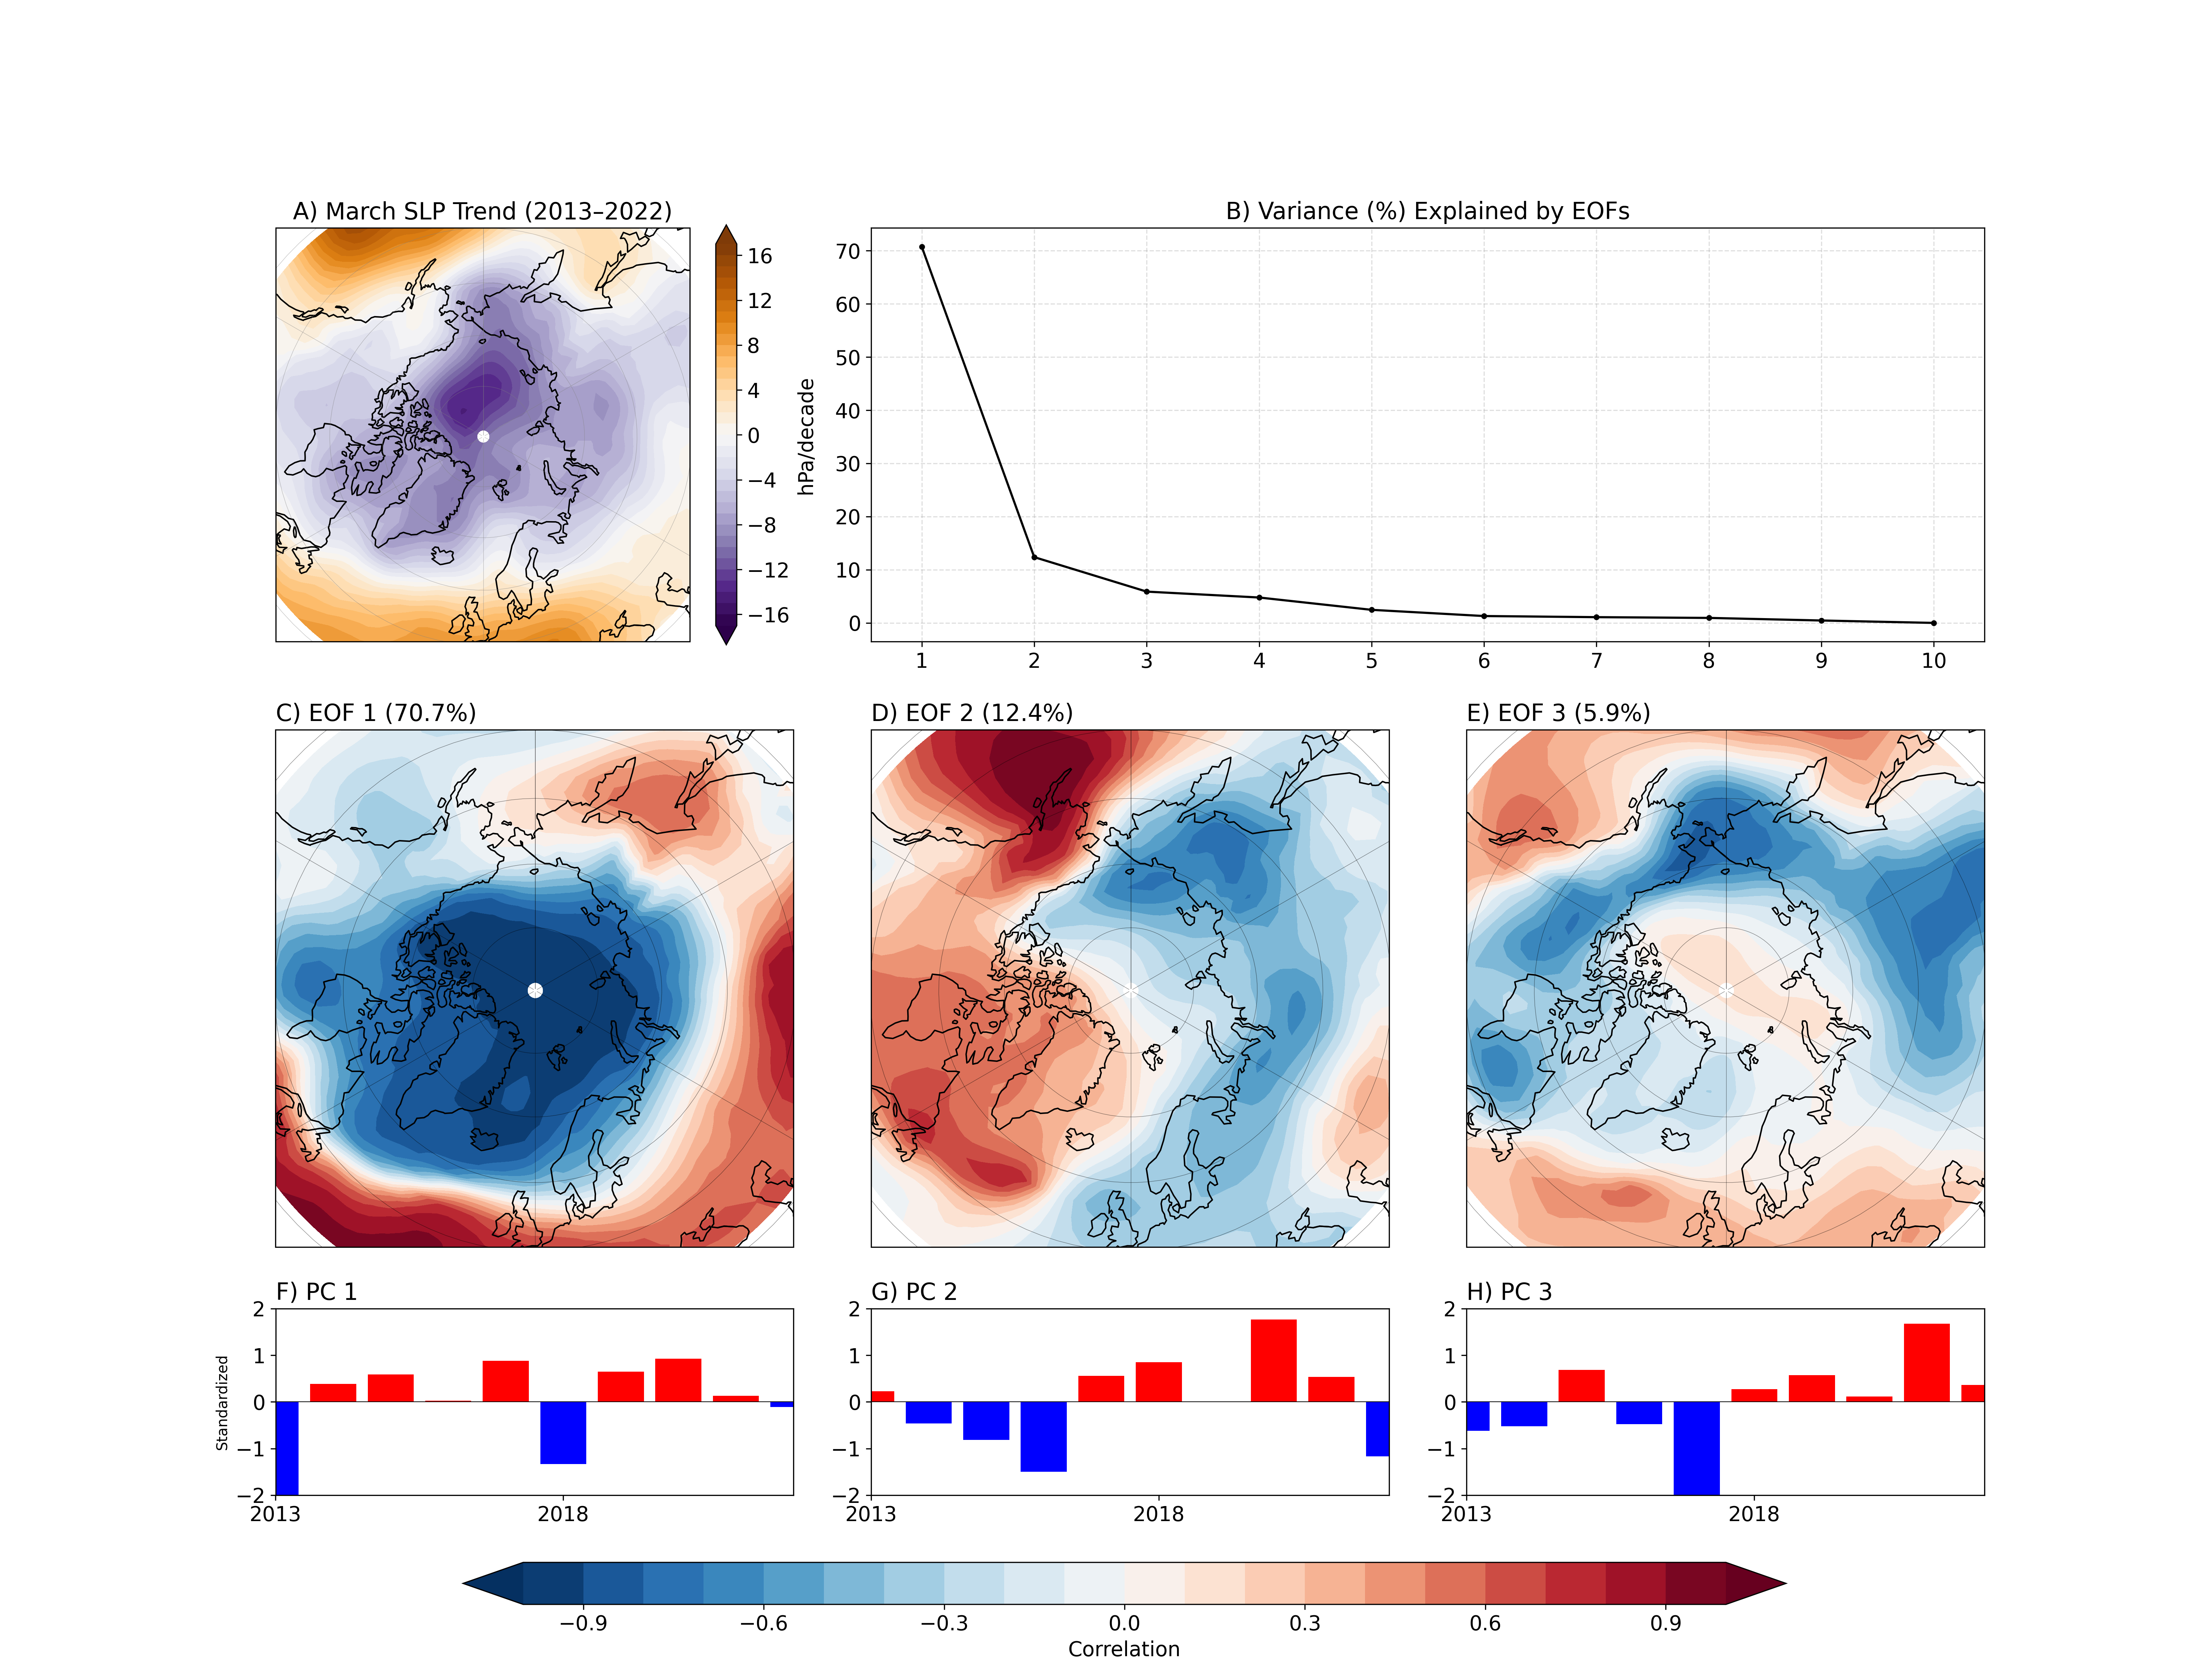 A) March SLP Trend (2013–2022)
16
12
8
4
0
−4
−8
−12
−16
hPa/decade
B) Variance (%) Explained by EOFs
70
60
50
40
30
20
10
0
1 2 3 4 5 6 7 8 9 10
C) EOF 1 (70.7%)
D) EOF 2 (12.4%)
E) EOF 3 (5.9%)
F) PC 1
2
1
0
−1
−2
Standardized
2013 2018
G) PC 2
2
1
0
−1
−2
2013 2018
H) PC 3
2
1
0
−1
−2
2013 2018
−0.9 −0.6 −0.3 0.0 0.3 0.6 0.9
Correlation